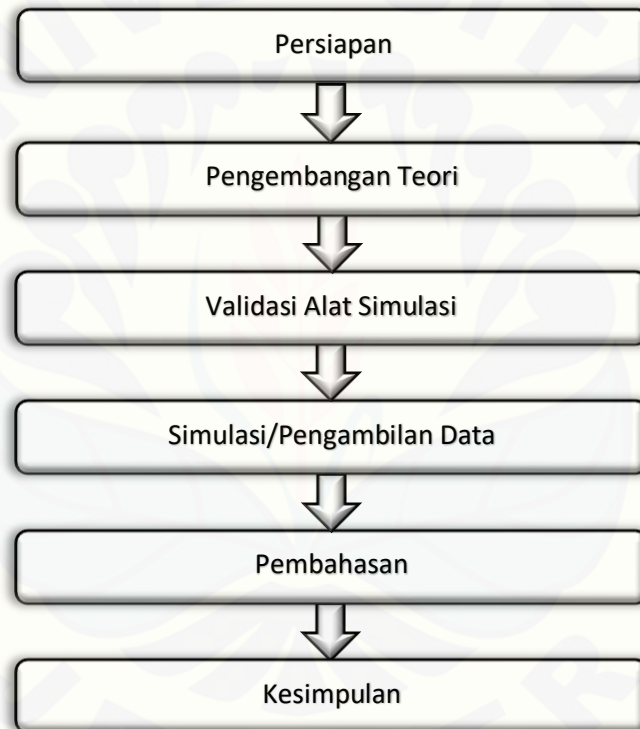 Persiapan
Pengembangan Teori
Validasi Alat Simulasi
Simulasi/Pengambilan Data
Pembahasan
Kesimpulan